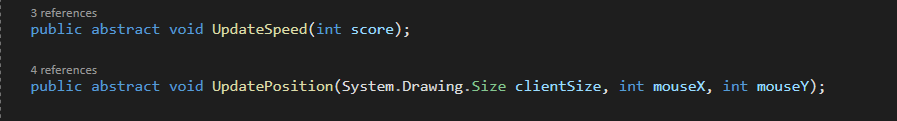 3 references
public abstract void UpdateSpeed(int score);
4 references
public abstract void UpdatePosition(System.Drawing.Size clientSize, int mouseX, int mouseY);